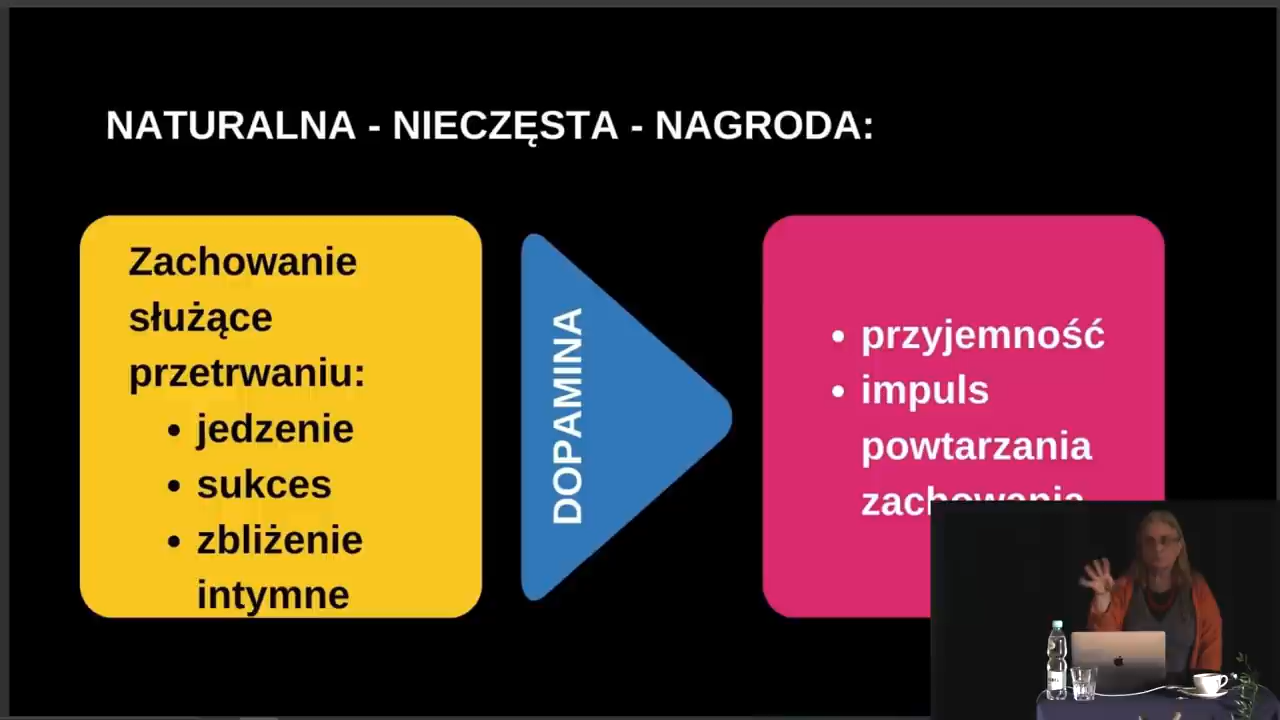 NATURALNA - NIECZĘSTA - NAGRODA:
Zachowanie
służące
przetrwaniu:
• jedzenie
• sukces
• zbliżenie
intymne
DOPAMINA
• przyjemność
• impuls
powtarzania
zachowania